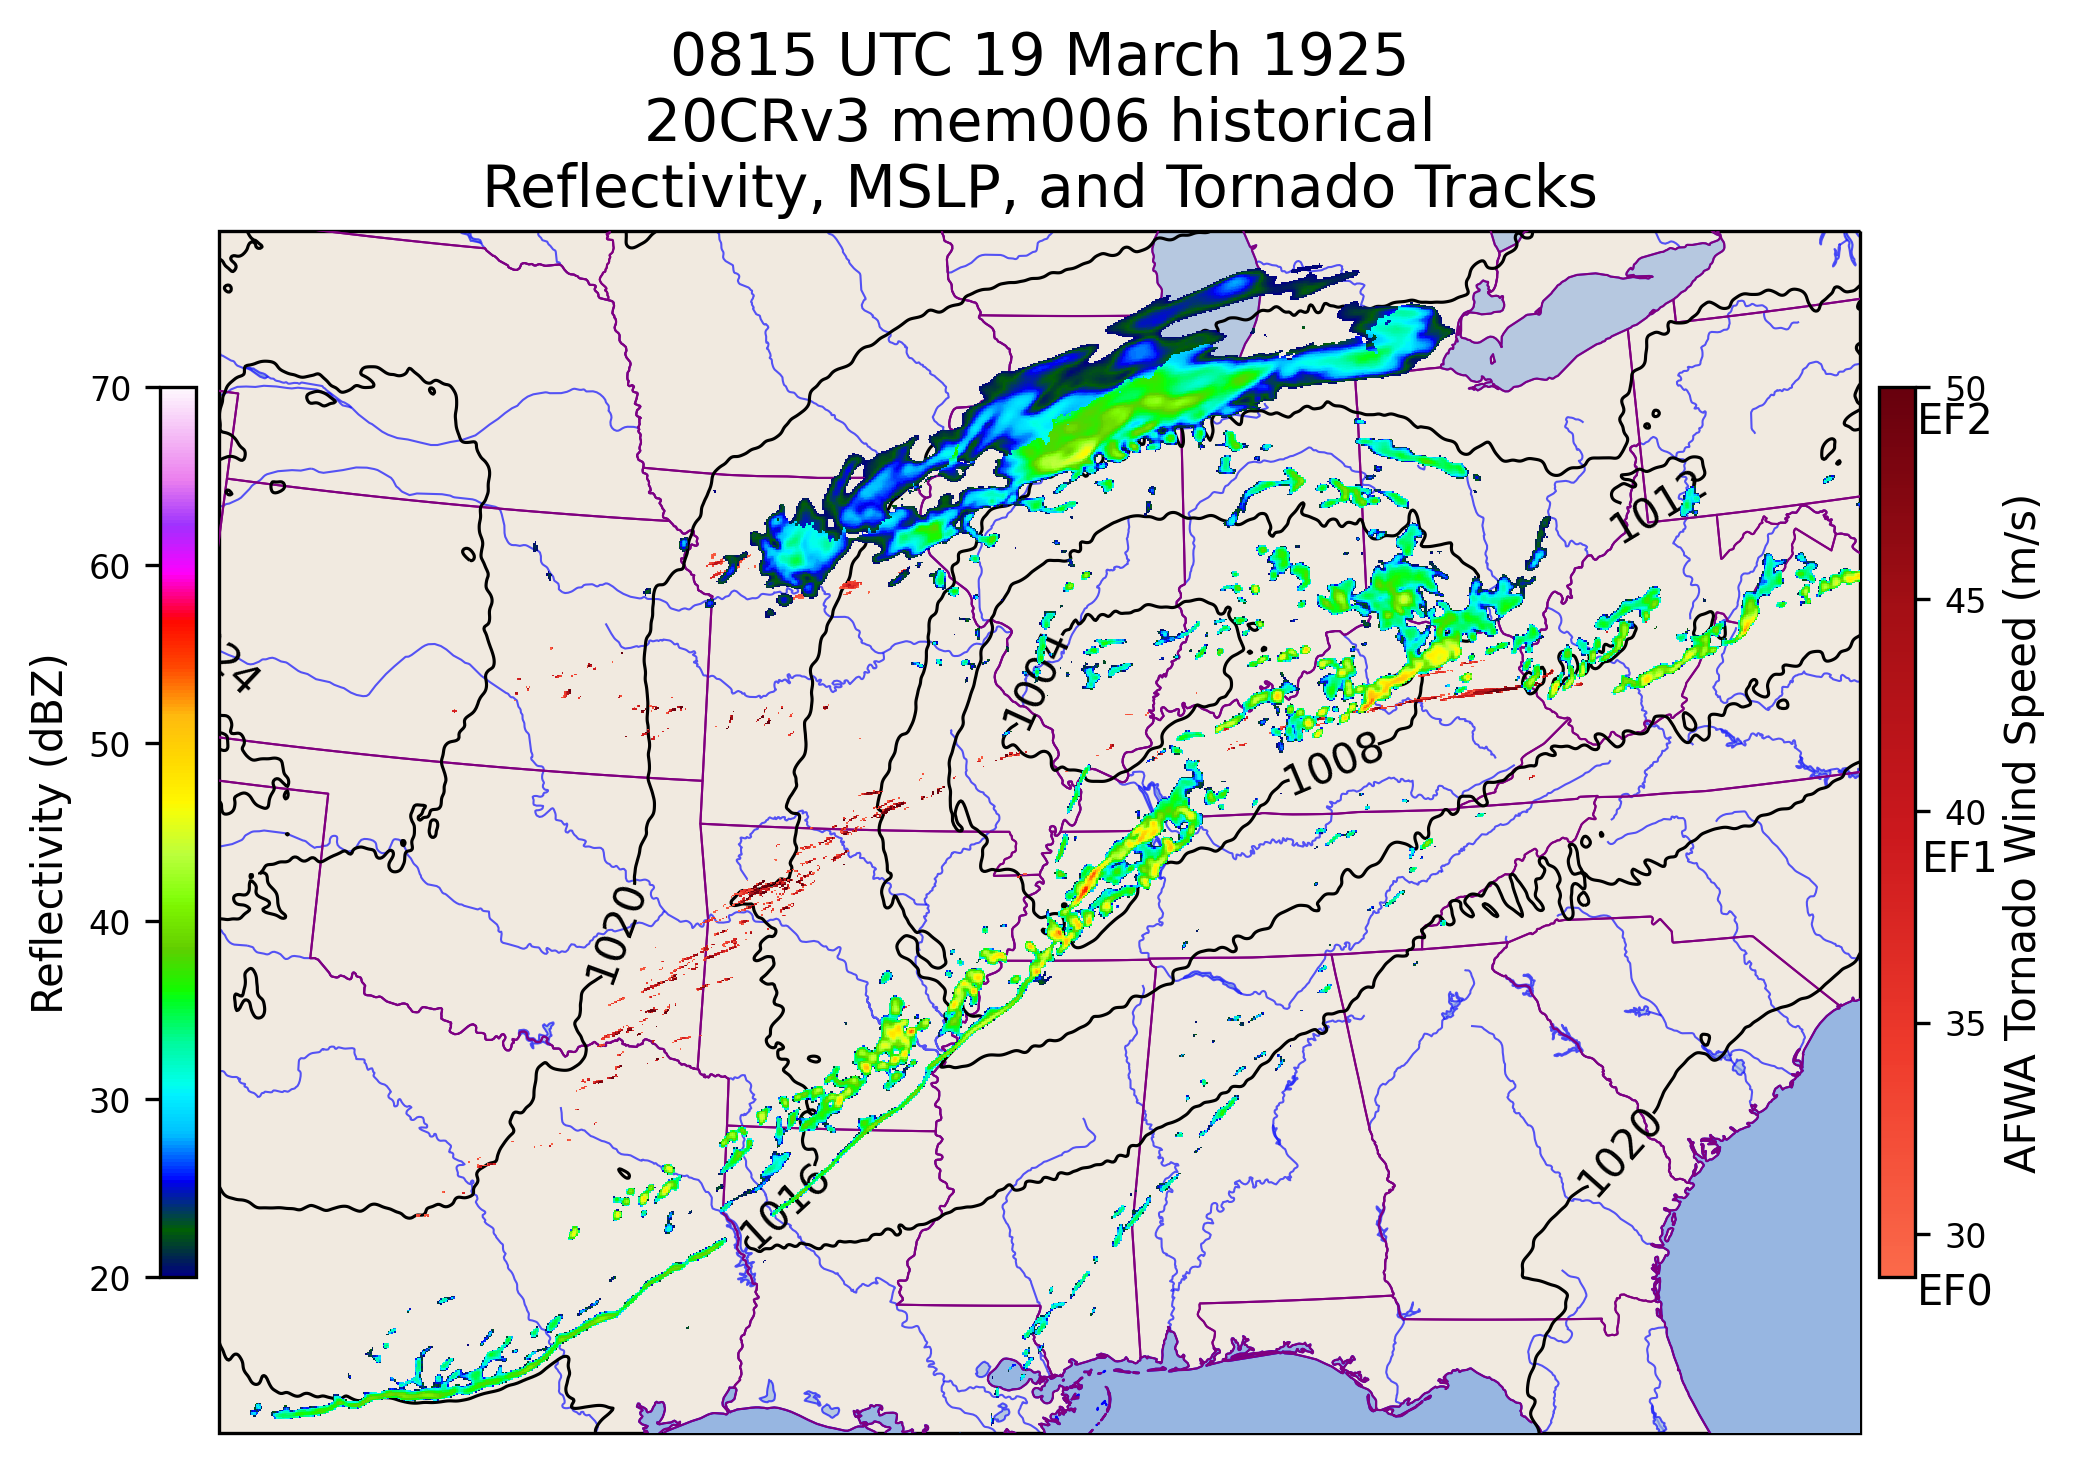 0815 UTC 19 March 1925
20CRv3 mem006 historical
Reflectivity, MSLP, and Tornado Tracks
Reflectivity (dBZ)
70
60
50
40
30
20
24
1004
1008
1012
1016
1020
1020
50
EF2
45
40
EF1
35
30
EF0
AFWA Tornado Wind Speed (m/s)